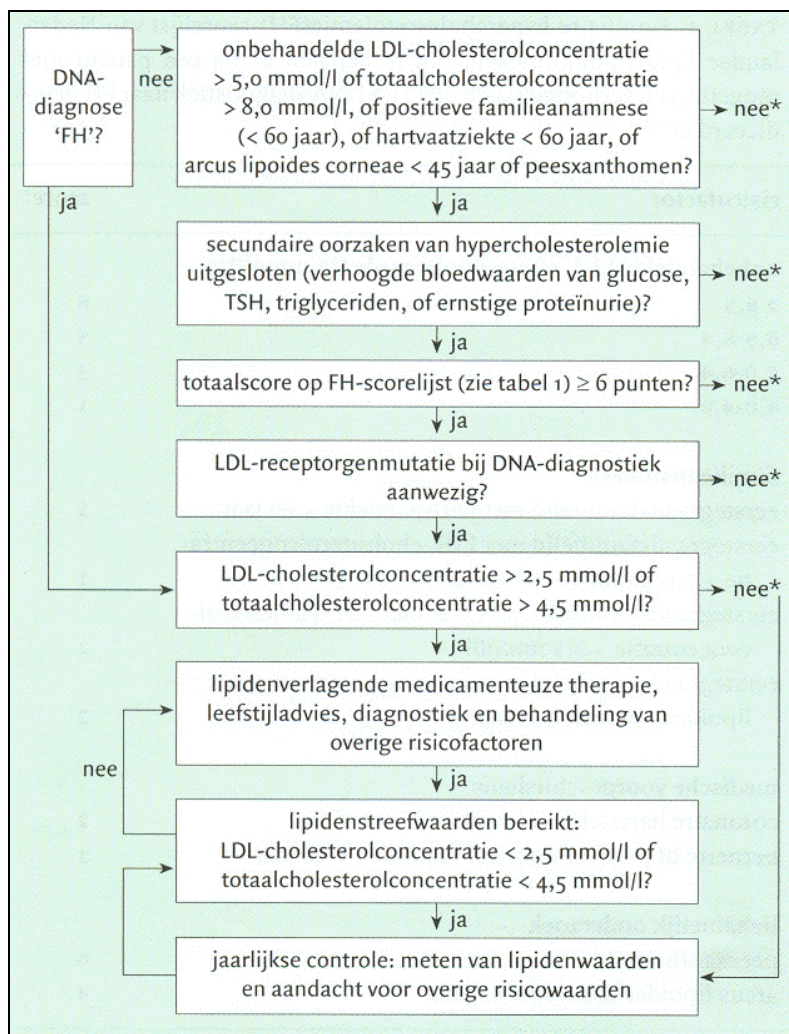 DNA-
diagnose
'FH'?
nee
ja
onbehandelde LDL-cholesterolconcentratie
> 5,0 mmol/l of totaalcholesterolconcentratie
> 8,0 mmol/l, of positieve familieanamnese
(< 60 jaar), of hartvaatziekte < 60 jaar, of
arcus lipoides corneae < 45 jaar of peesxanthomen?
nee*
ja
secundaire oorzaken van hypercholesterolemie
uitgesloten (verhoogde bloedwaarden van glucose,
TSH, triglyceriden, of ernstige proteïnurie)?
nee*
ja
totaalscore op FH-scorelijst (zie tabel 1) ≥ 6 punten?
nee*
ja
LDL-receptorgenmutatie bij DNA-diagnostiek
aanwezig?
nee*
ja
LDL-cholesterolconcentratie > 2,5 mmol/l of
totaalcholesterolconcentratie > 4,5 mmol/l?
nee*
ja
lipidenverlagende medicamenteuze therapie,
leefstijladvies, diagnostiek en behandeling van
overige risicofactoren
nee
ja
lipidenstreefwaarden bereikt:
LDL-cholesterolconcentratie < 2,5 mmol/l of
totaalcholesterolconcentratie < 4,5 mmol/l?
ja
jaarlijkse controle: meten van lipidenwaarden
en aandacht voor overige risicowaarden